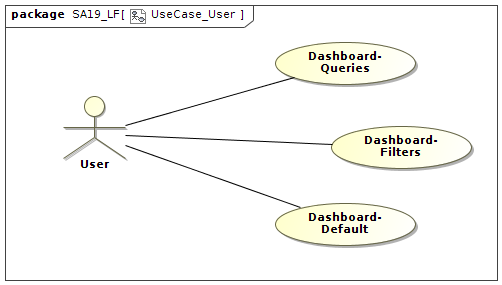 package SA19_LF[ UseCase_User ]
Dashboard-
Queries
Dashboard-
Filters
User
Dashboard-
Default